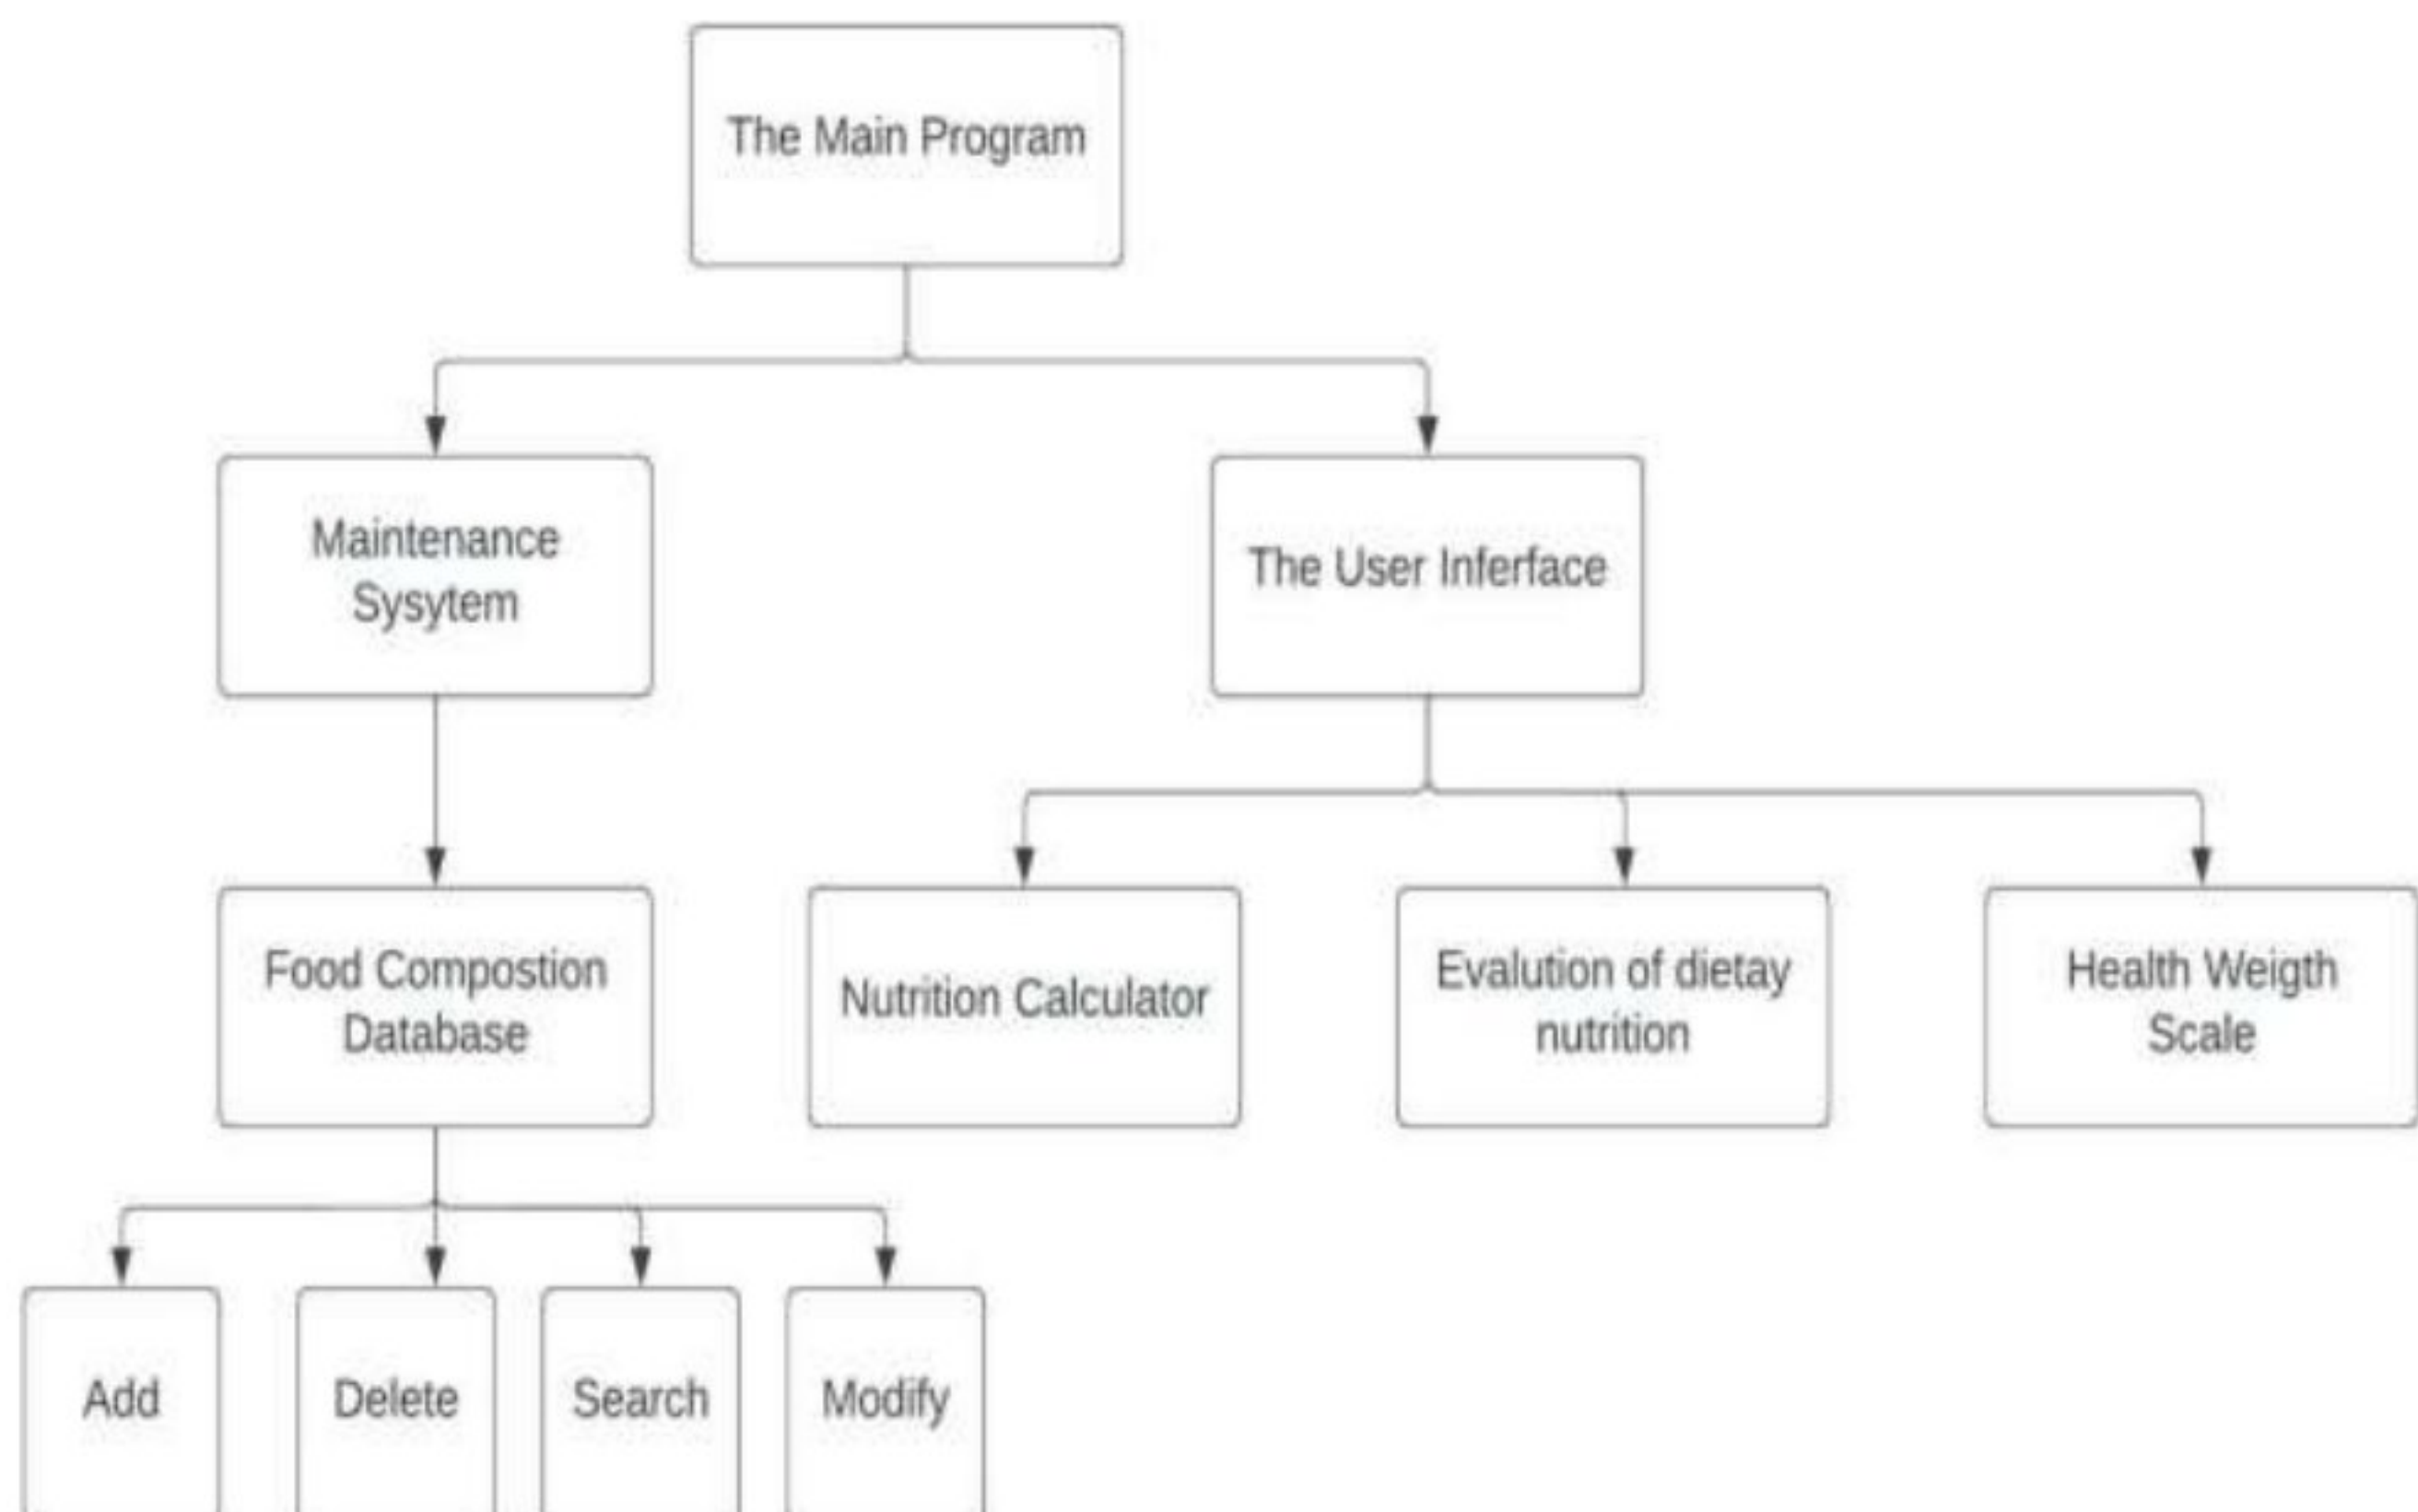 The Main Program
Maintenance
Sysytem
The User Inferface
Food Compostion
Database
Nutrition Calculator
Evalution of dietay
nutrition
Health Weigth
Scale
Add
Delete
Search
Modify